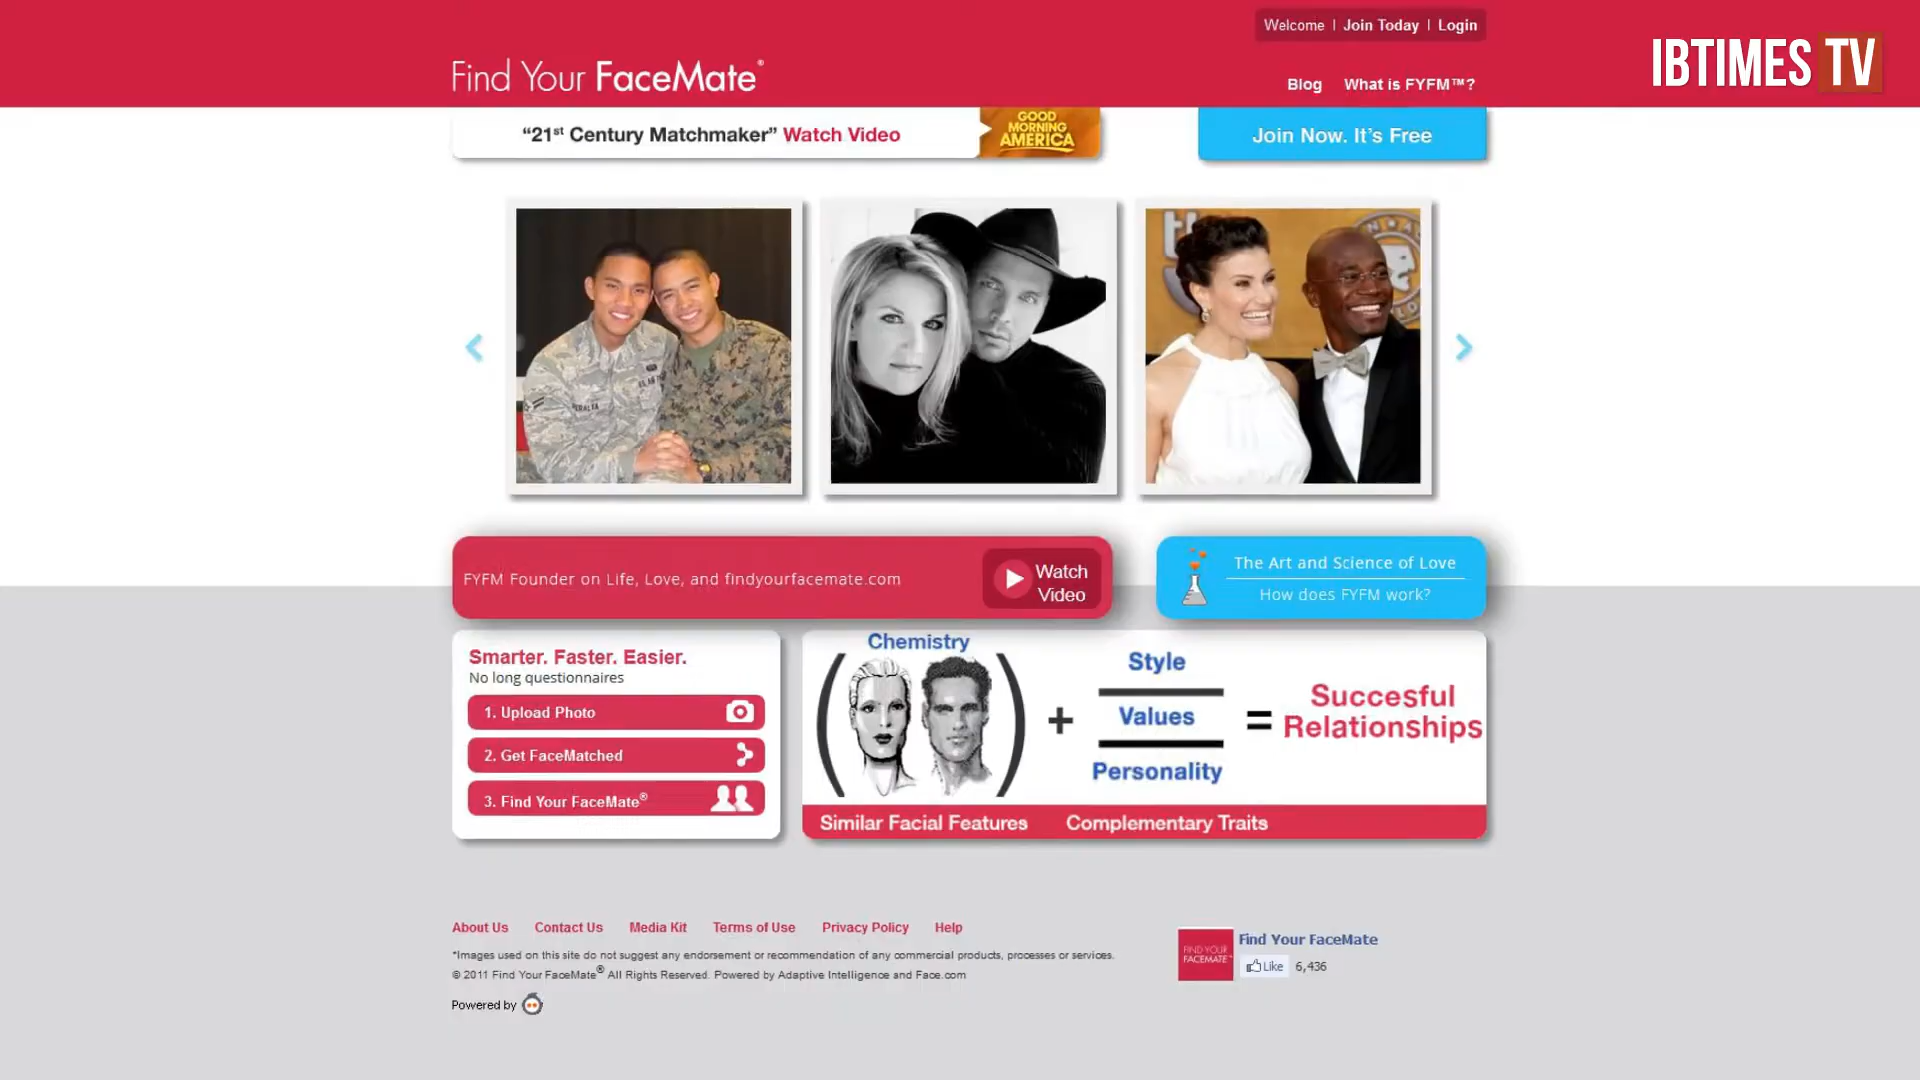 Welcome | Join Today | Login
IBTIMES TV
Find Your FaceMate®
Blog What is FYFM™?
“21st Century Matchmaker” Watch Video
GOOD
MORNING
AMERICA
Join Now. It’s Free
FYFM Founder on Life, Love, and findyourfacemate.com
Watch
Video
The Art and Science of Love
How does FYFM work?
Smarter. Faster. Easier.
No long questionnaires
1. Upload Photo
2. Get FaceMatched
3. Find Your FaceMate®
Chemistry
+
Style
Values
Personality
=
Succesful
Relationships
Similar Facial Features Complementary Traits
About Us Contact Us Media Kit Terms of Use Privacy Policy Help
*Images used on this site do not suggest any endorsement or recommendation of any commercial products, processes or services.
© 2011 Find Your FaceMate® All Rights Reserved. Powered by Adaptive Intelligence and Face.com
Powered by
FIND YOUR
FACEMATE™
Find Your FaceMate
Like 6,436